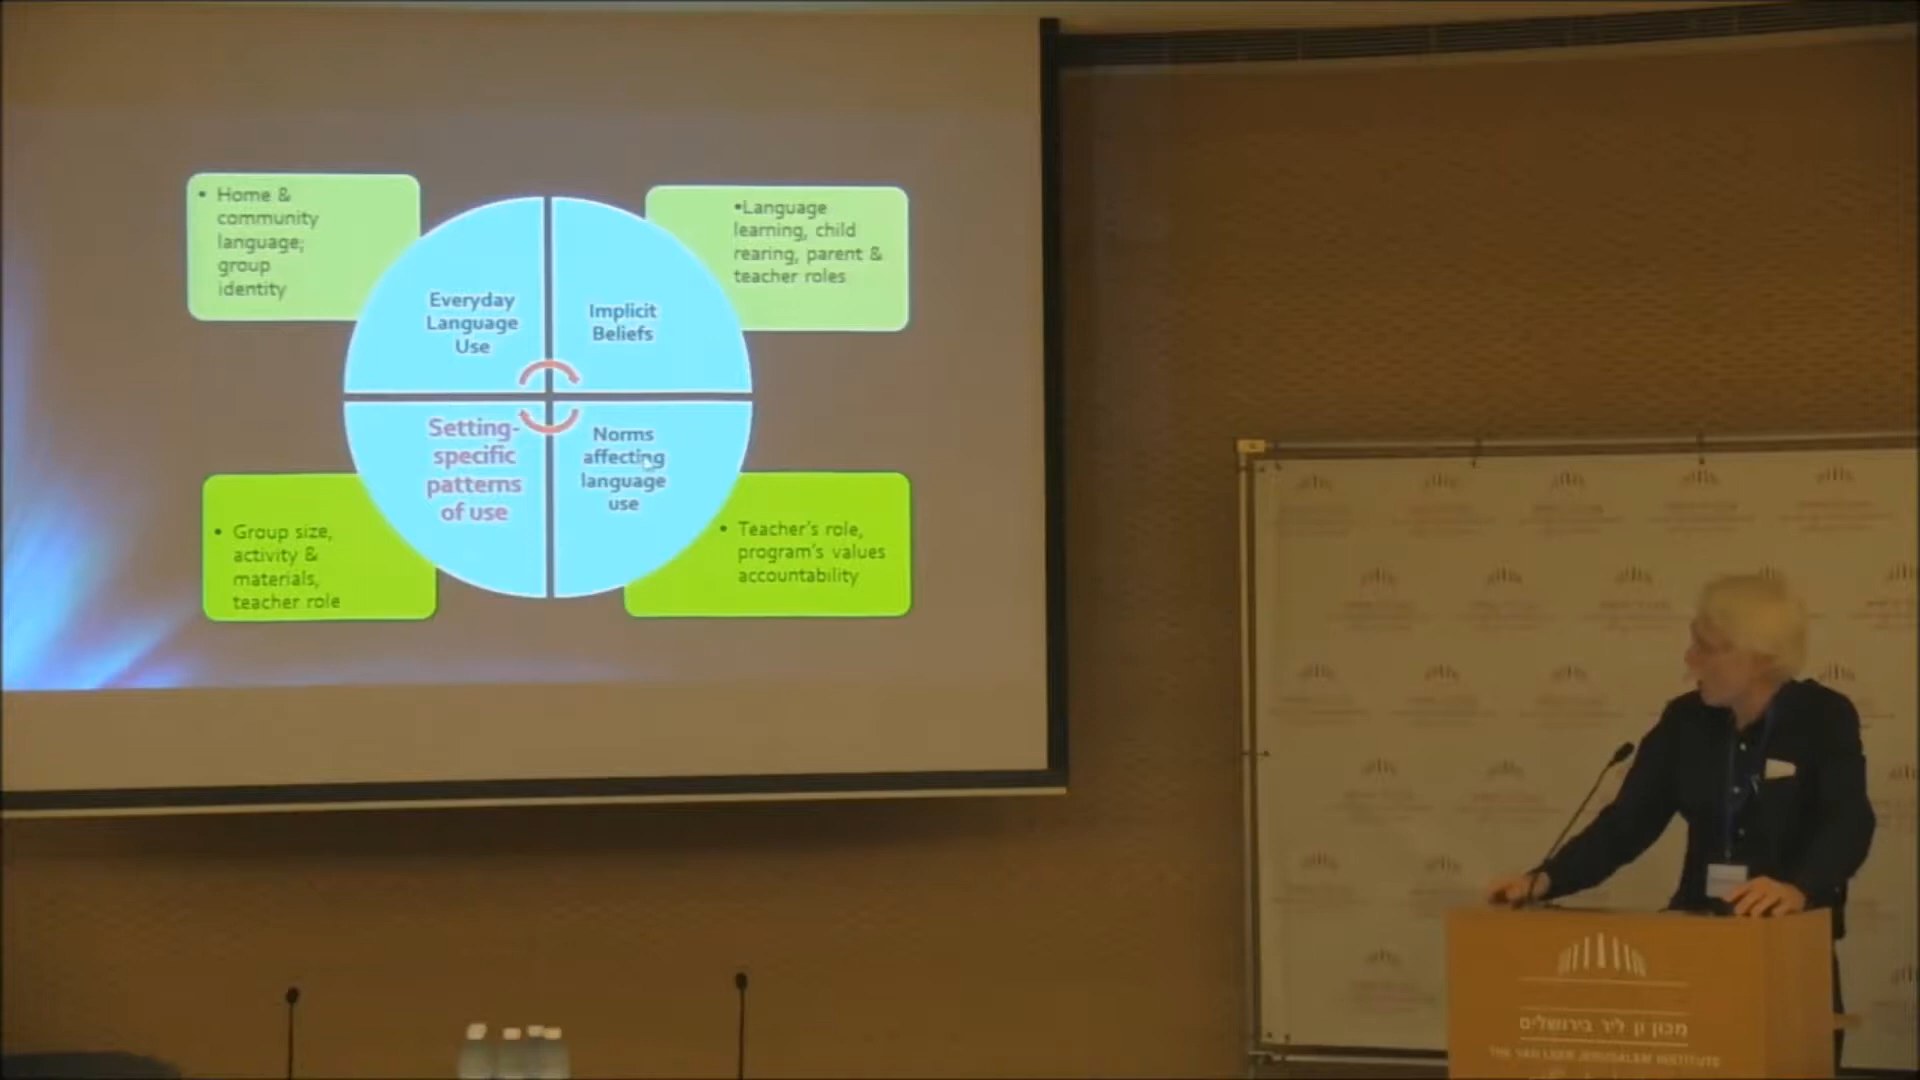 • Home &
community
language;
group
identity
•Language
learning, child
rearing, parent &
teacher roles
Everyday
Language
Use
Implicit
Beliefs
Setting-
specific
patterns
of use
Norms
affecting
language
use
• Group size,
activity &
materials,
teacher role
• Teacher's role,
program's values
accountability
מכון ון ליר בירושלים
THE VAN LEER JERUSALEM INSTITUTE